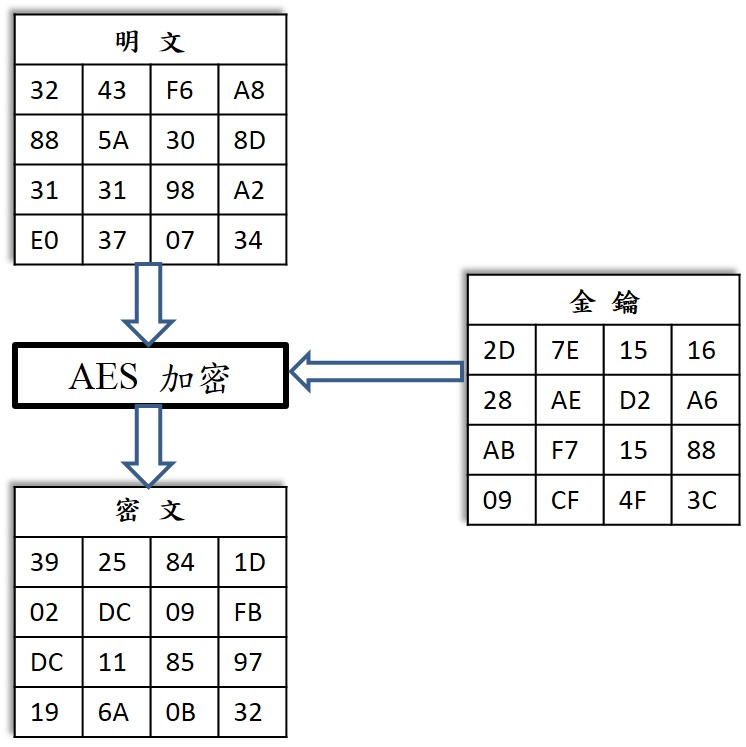 明 文
32 43 F6 A8
88 5A 30 8D
31 31 98 A2
E0 37 07 34
AES 加密
金 鑰
2D 7E 15 16
28 AE D2 A6
AB F7 15 88
09 CF 4F 3C
密 文
39 25 84 1D
02 DC 09 FB
DC 11 85 97
19 6A 0B 32